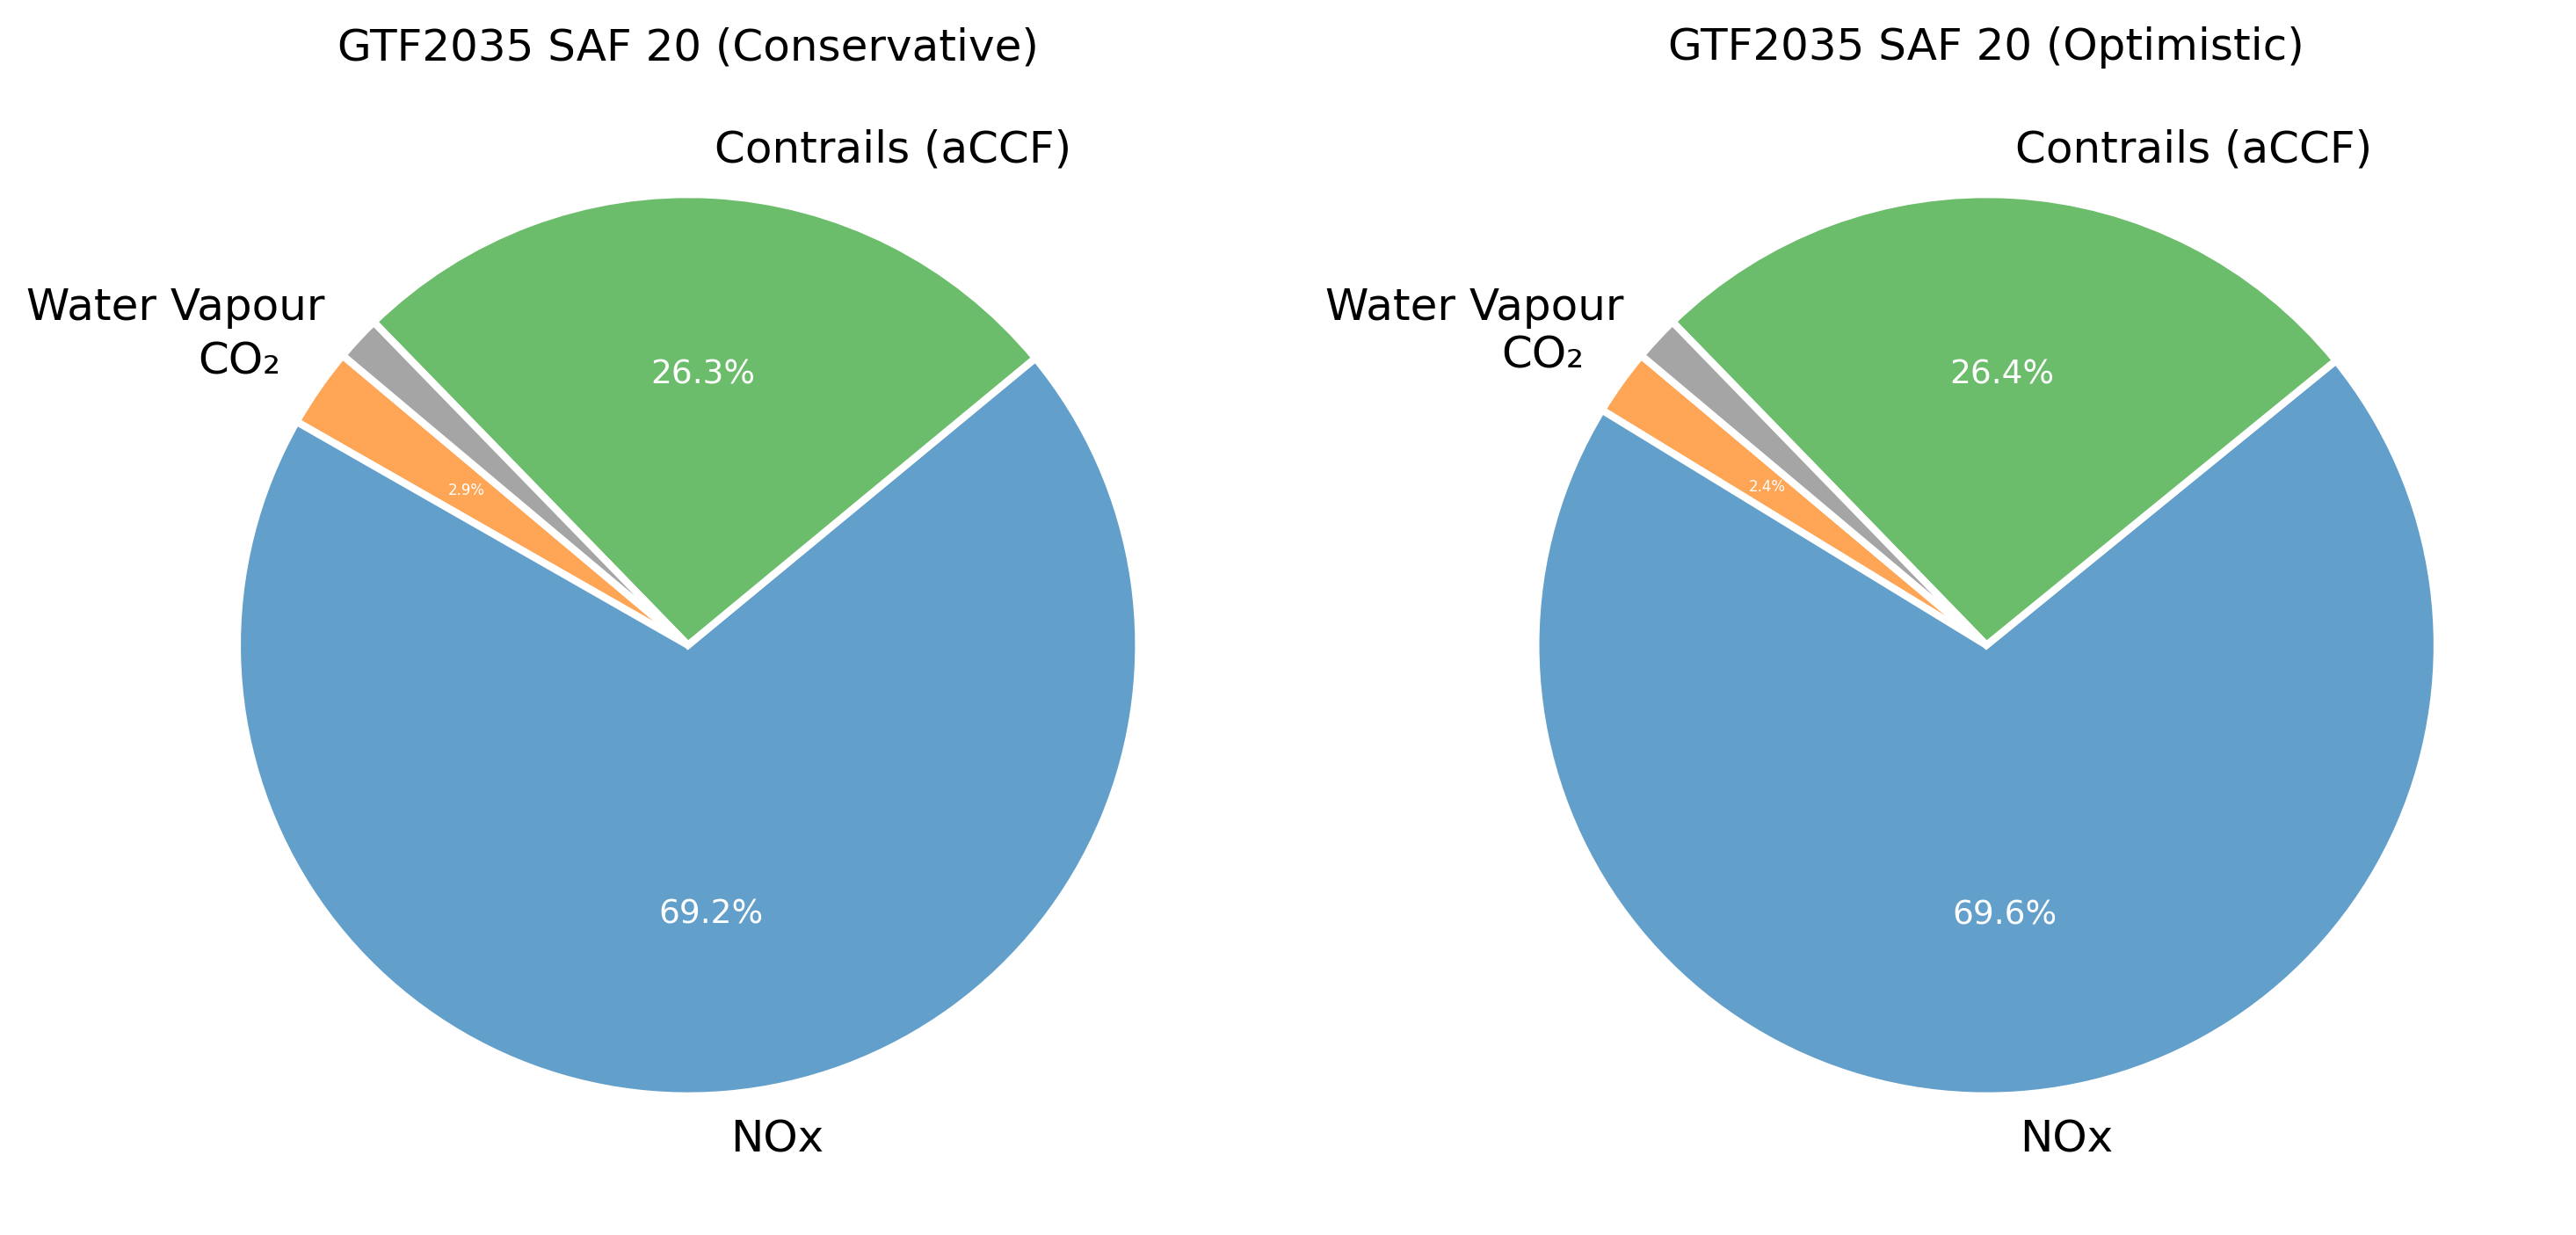 GTF2035 SAF 20 (Conservative)
Contrails (aCCF)
Water Vapour
CO₂
26.3%
2.9%
69.2%
NOx
GTF2035 SAF 20 (Optimistic)
Contrails (aCCF)
Water Vapour
CO₂
26.4%
2.4%
69.6%
NOx